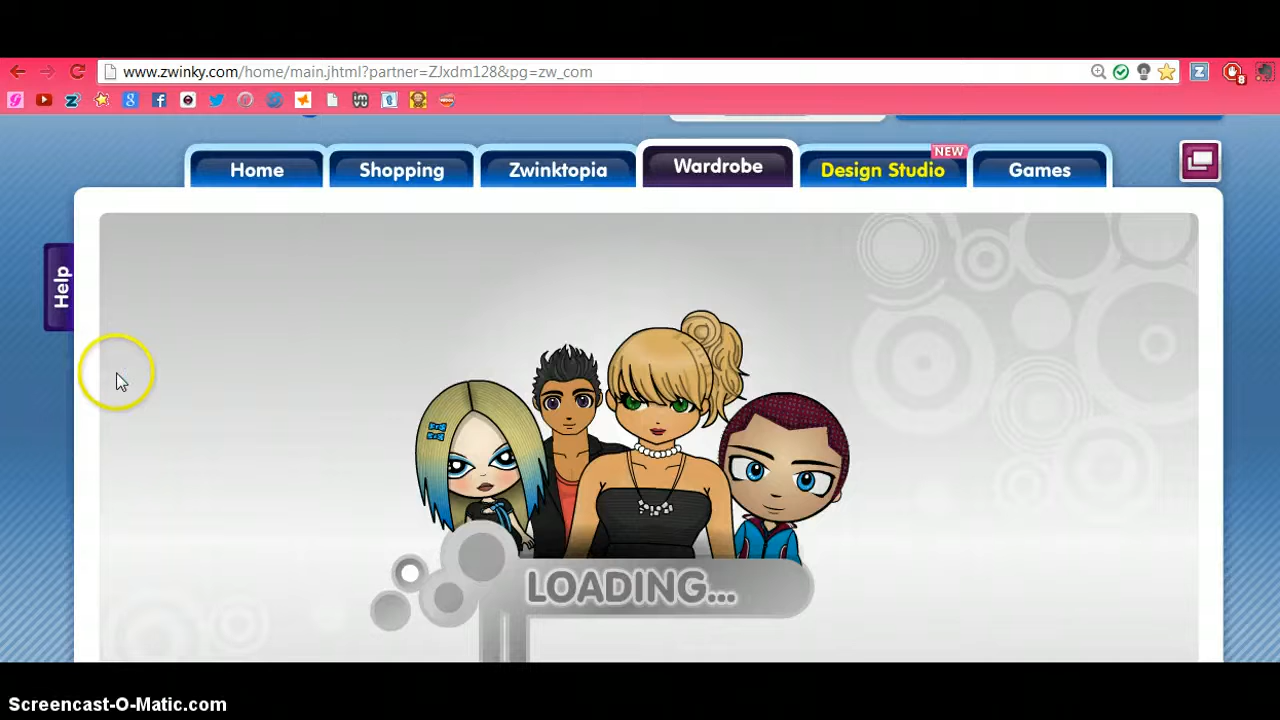 www.zwinky.com/home/main.jhtml?partner=ZJxdm128&pg=zw_com
Home
Shopping
Zwinktopia
Wardrobe
Design Studio
NEW
Games
Help
LOADING...
Screencast-O-Matic.com